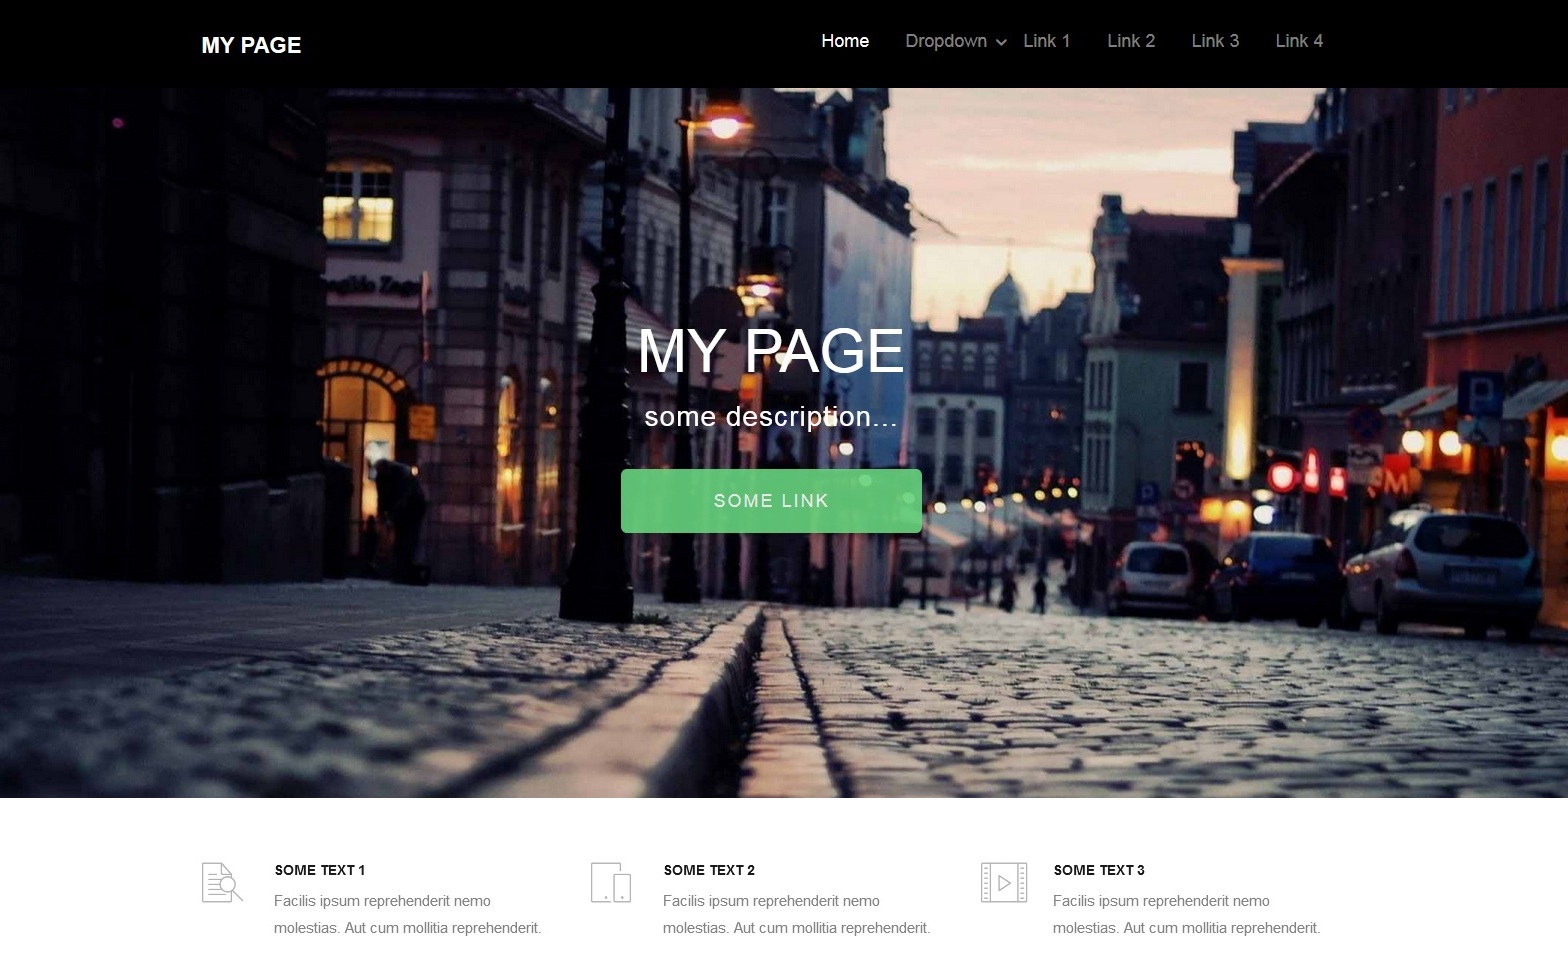 MY PAGE
Home Dropdown Link 1 Link 2 Link 3 Link 4
MY PAGE
some description...
SOME LINK
SOME TEXT 1
Facilis ipsum reprehenderit nemo
molestias. Aut cum mollitia reprehenderit.
SOME TEXT 2
Facilis ipsum reprehenderit nemo
molestias. Aut cum mollitia reprehenderit.
SOME TEXT 3
Facilis ipsum reprehenderit nemo
molestias. Aut cum mollitia reprehenderit.